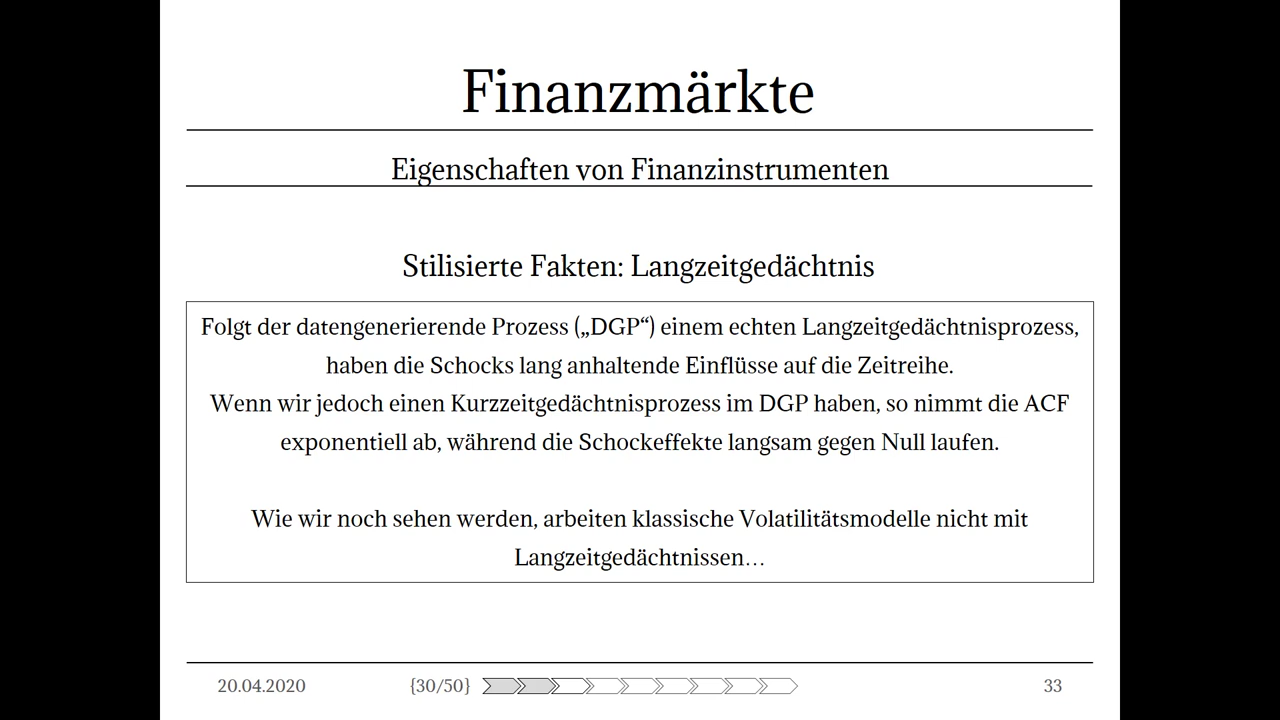 Finanzmärkte
Eigenschaften von Finanzinstrumenten
Stilisierte Fakten: Langzeitgedächtnis
Folgt der datengenerierende Prozess („DGP“) einem echten Langzeitgedächtnisprozess,
haben die Schocks lang anhaltende Einflüsse auf die Zeitreihe.
Wenn wir jedoch einen Kurzzeitgedächtnisprozess im DGP haben, so nimmt die ACF
exponentiell ab, während die Schockeffekte langsam gegen Null laufen.
Wie wir noch sehen werden, arbeiten klassische Volatilitätsmodelle nicht mit
Langzeitgedächtnissen…
20.04.2020 {30/50} 33